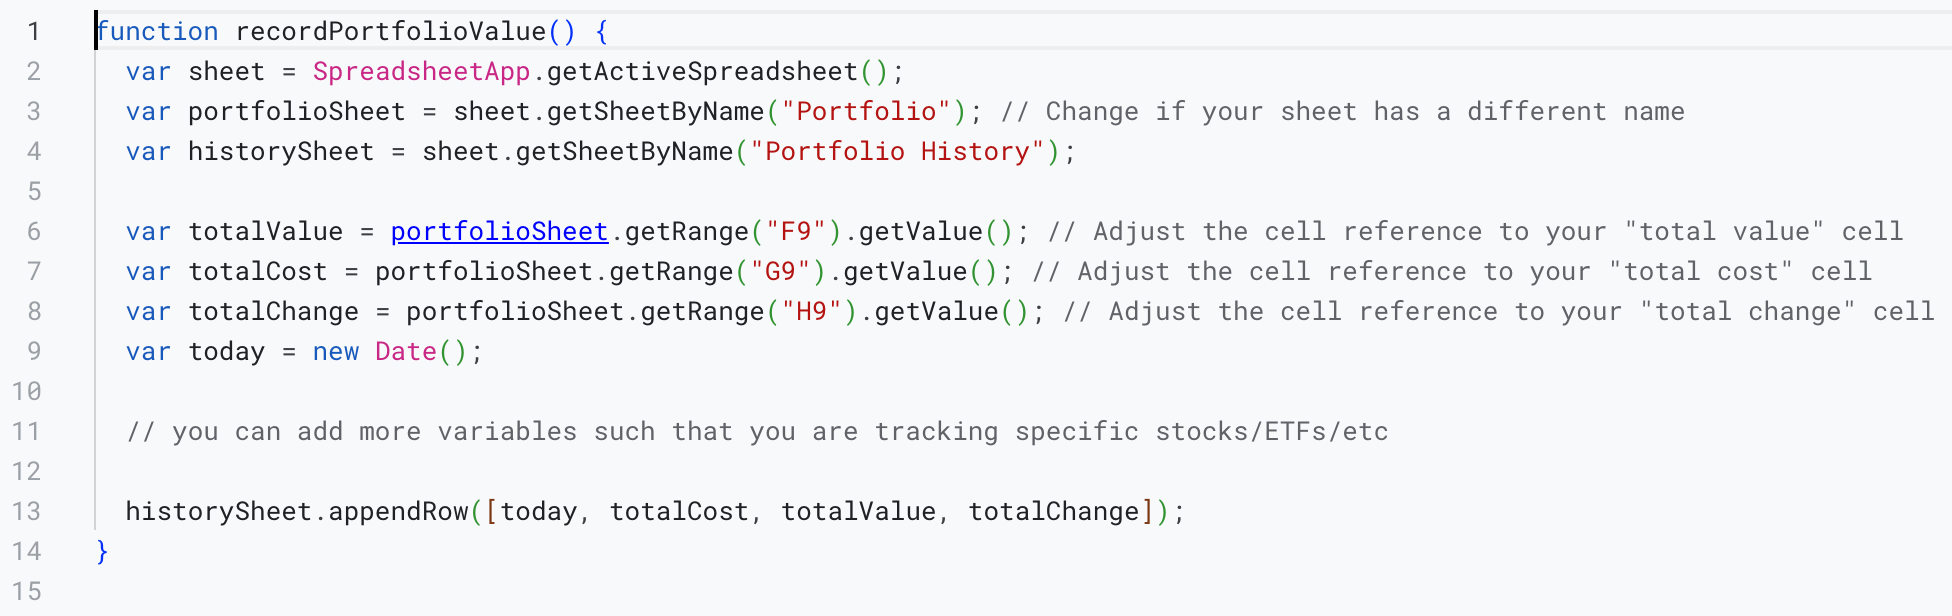 1 function recordPortfolioValue() {
2 var sheet = SpreadsheetApp.getActiveSpreadsheet();
3 var portfolioSheet = sheet.getSheetByName("Portfolio"); // Change if your sheet has a different name
4 var historySheet = sheet.getSheetByName("Portfolio History");
5
6 var totalValue = portfolioSheet.getRange("F9").getValue(); // Adjust the cell reference to your "total value" cell
7 var totalCost = portfolioSheet.getRange("G9").getValue(); // Adjust the cell reference to your "total cost" cell
8 var totalChange = portfolioSheet.getRange("H9").getValue(); // Adjust the cell reference to your "total change" cell
9 var today = new Date();
10
11 // you can add more variables such that you are tracking specific stocks/ETFs/etc
12
13 historySheet.appendRow([today, totalCost, totalValue, totalChange]);
14 }
15